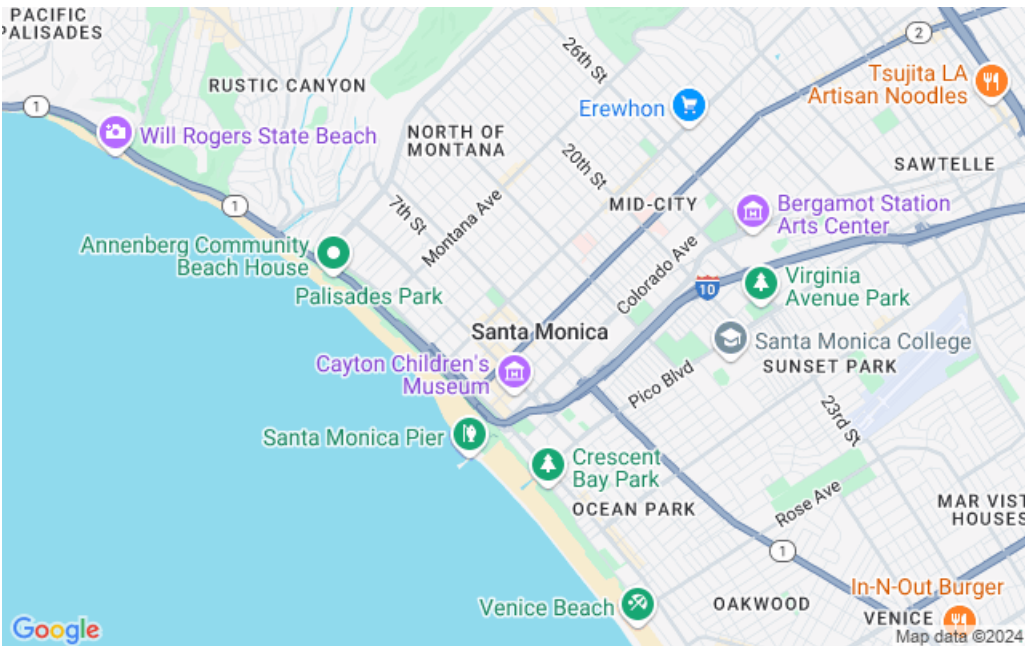 PACIFIC
PALISADES
2
26th St
Tsujita LA
Artisan Noodles
RUSTIC CANYON
Erewhon
1
Will Rogers State Beach
NORTH OF
MONTANA
SAWTELLE
20th St
MID-CITY
1
7th St
Montana Ave
Bergamot Station
Arts Center
Annenberg Community
Beach House
Colorado Ave
Palisades Park
10
Virginia
Avenue Park
Santa Monica
Santa Monica College
Cayton Children's
Museum
SUNSET PARK
Pico Blvd
23rd St
Santa Monica Pier
Crescent
Bay Park
Rose Ave
OCEAN PARK
MAR VIST
HOUSES
1
In-N-Out Burger
Venice Beach
OAKWOOD
VENICE
Google
Map data ©2024